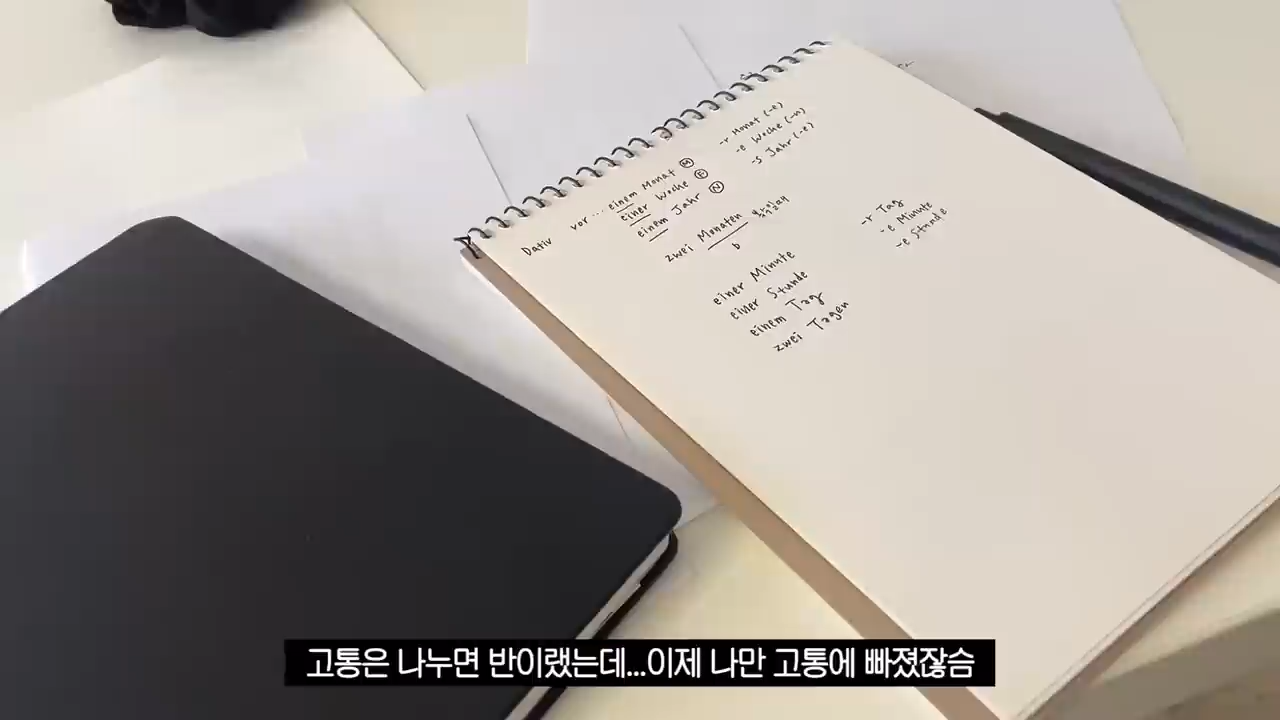 Dativ vor... einem Monat (M)
einer Woche (F)
einem Jahr (N)
zwei Monaten
einer Minute
einer Stunde
einem Tag
zwei Tagen
-r Monat (-e)
-e Woche (-n)
-s Jahr (-e)
-r Tag
-e Minute
-e Stunde
고통은 나누면 반이랬는데...이제 나만 고통에 빠졌잖슴